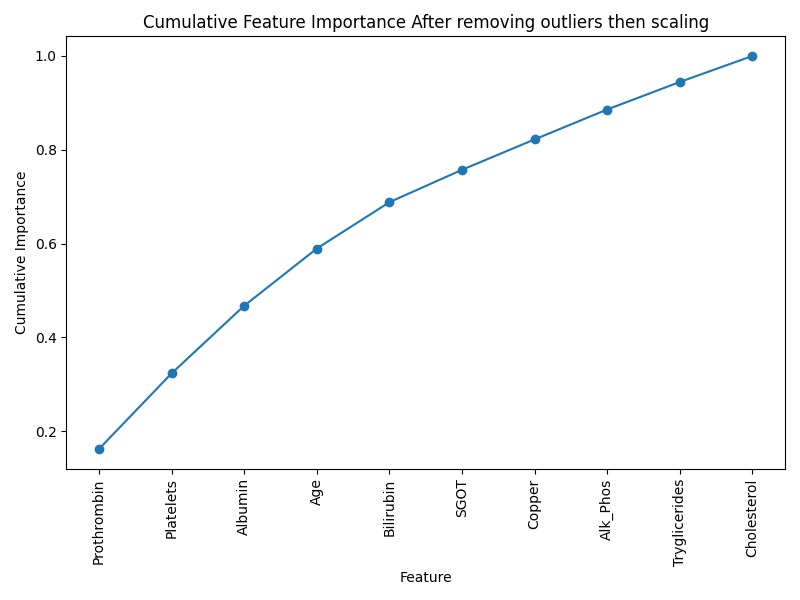 Cumulative Feature Importance After removing outliers then scaling
Cumulative Importance
1.0
0.8
0.6
0.4
0.2
Prothrombin
Platelets
Albumin
Age
Bilirubin
SGOT
Copper
Alk_Phos
Tryglicerides
Cholesterol
Feature